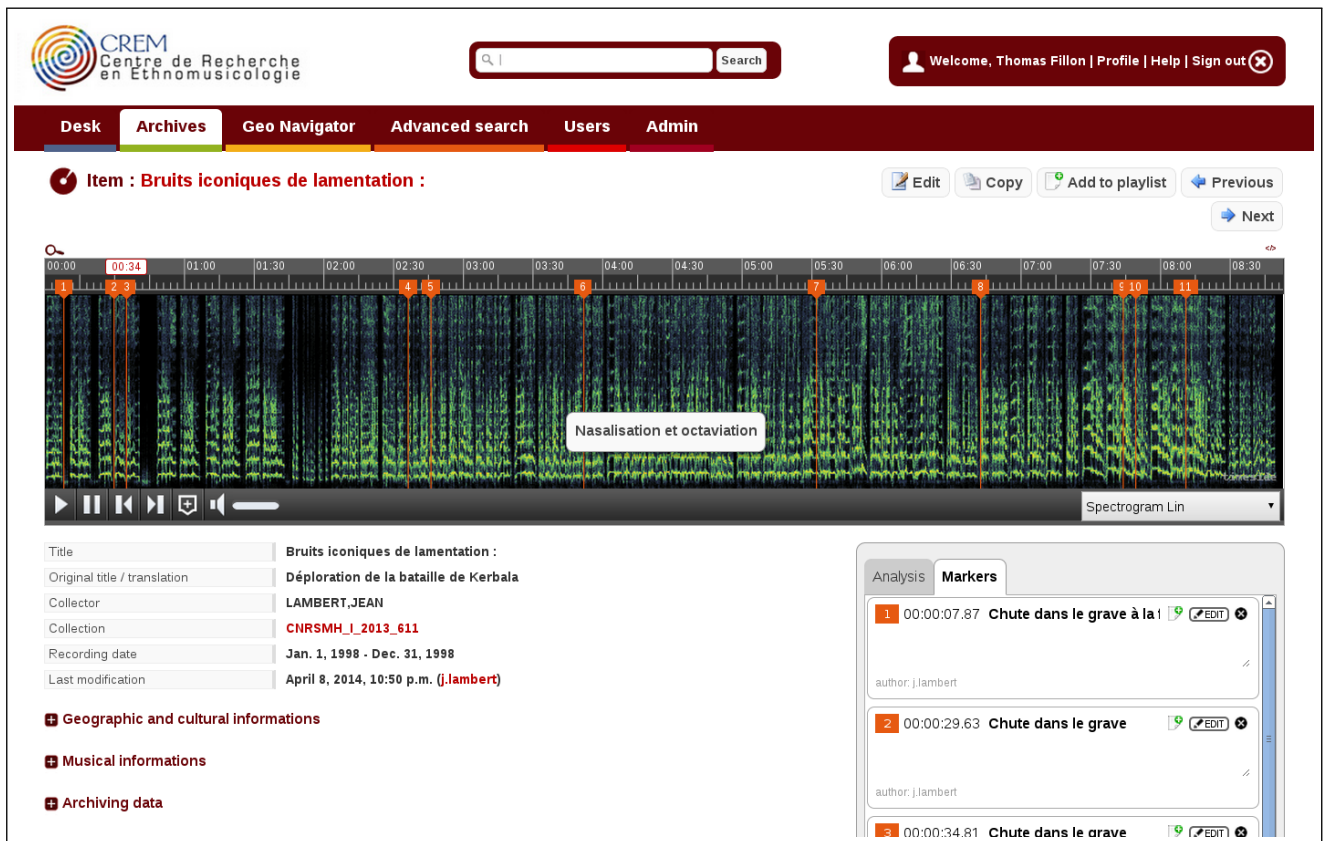 CREM
Centre de Recherche
en Ethnomusicologie
Search
Welcome, Thomas Fillon | Profile | Help | Sign out
Desk Archives Geo Navigator Advanced search Users Admin
Item : Bruits iconiques de lamentation :
Edit Copy Add to playlist Previous
Next
</>
00:00 00:34 01:00 01:30 02:00 02:30 03:00 03:30 04:00 04:30 05:00 05:30 06:00 06:30 07:00 07:30 08:00 08:30
1 2 3 4 5 6 7 8 9 10 11
Nasalisation et octaviation
Spectrogram Lin
Title Bruits iconiques de lamentation :
Original title / translation Déploration de la bataille de Kerbala
Collector LAMBERT,JEAN
Collection CNRSMH_I_2013_611
Recording date Jan. 1, 1998 - Dec. 31, 1998
Last modification April 8, 2014, 10:50 p.m. (j.lambert)
Geographic and cultural informations
Musical informations
Archiving data
Analysis Markers
1 00:00:07.87 Chute dans le grave à la f EDIT
author: j.lambert
2 00:00:29.63 Chute dans le grave EDIT
author: j.lambert
3 00:00:34.81 Chute dans le grave EDIT